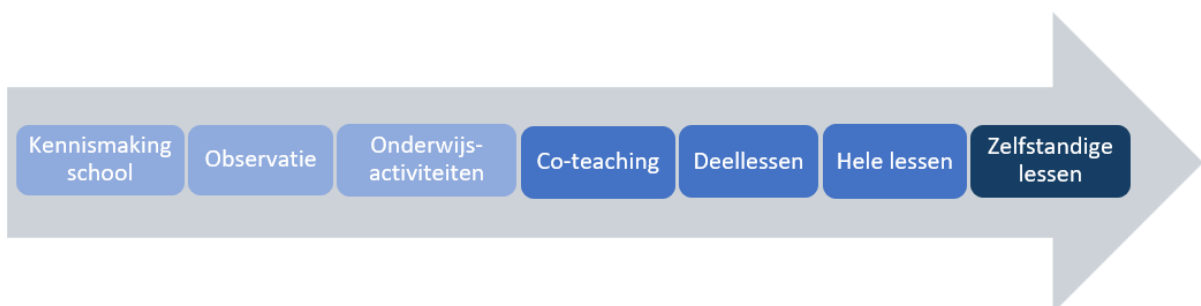 Kennismaking
school
Observatie
Onderwijs-
activiteiten
Co-teaching
Deellessen
Hele lessen
Zelfstandige
lessen